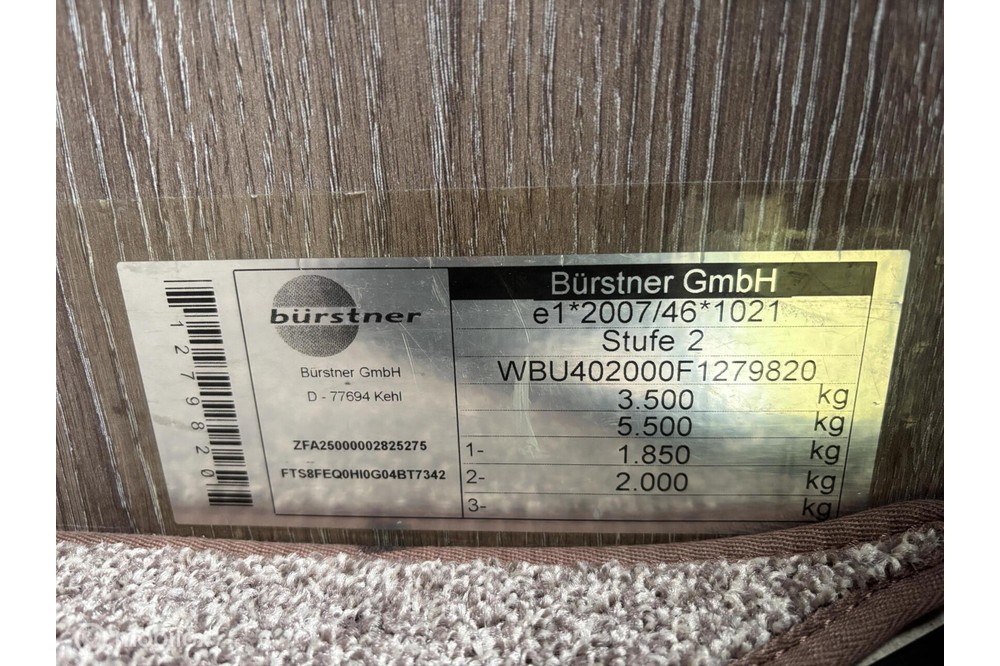 1279820
bürstner
Bürstner GmbH
D - 77694 Kehl
ZFA25000002825275
FTS8FEQ0HI0G04BT7342
Bürstner GmbH
e1*2007/46*1021
Stufe 2
WBU402000F1279820
3.500 kg
5.500 kg
1- 1.850 kg
2- 2.000 kg
3- kg